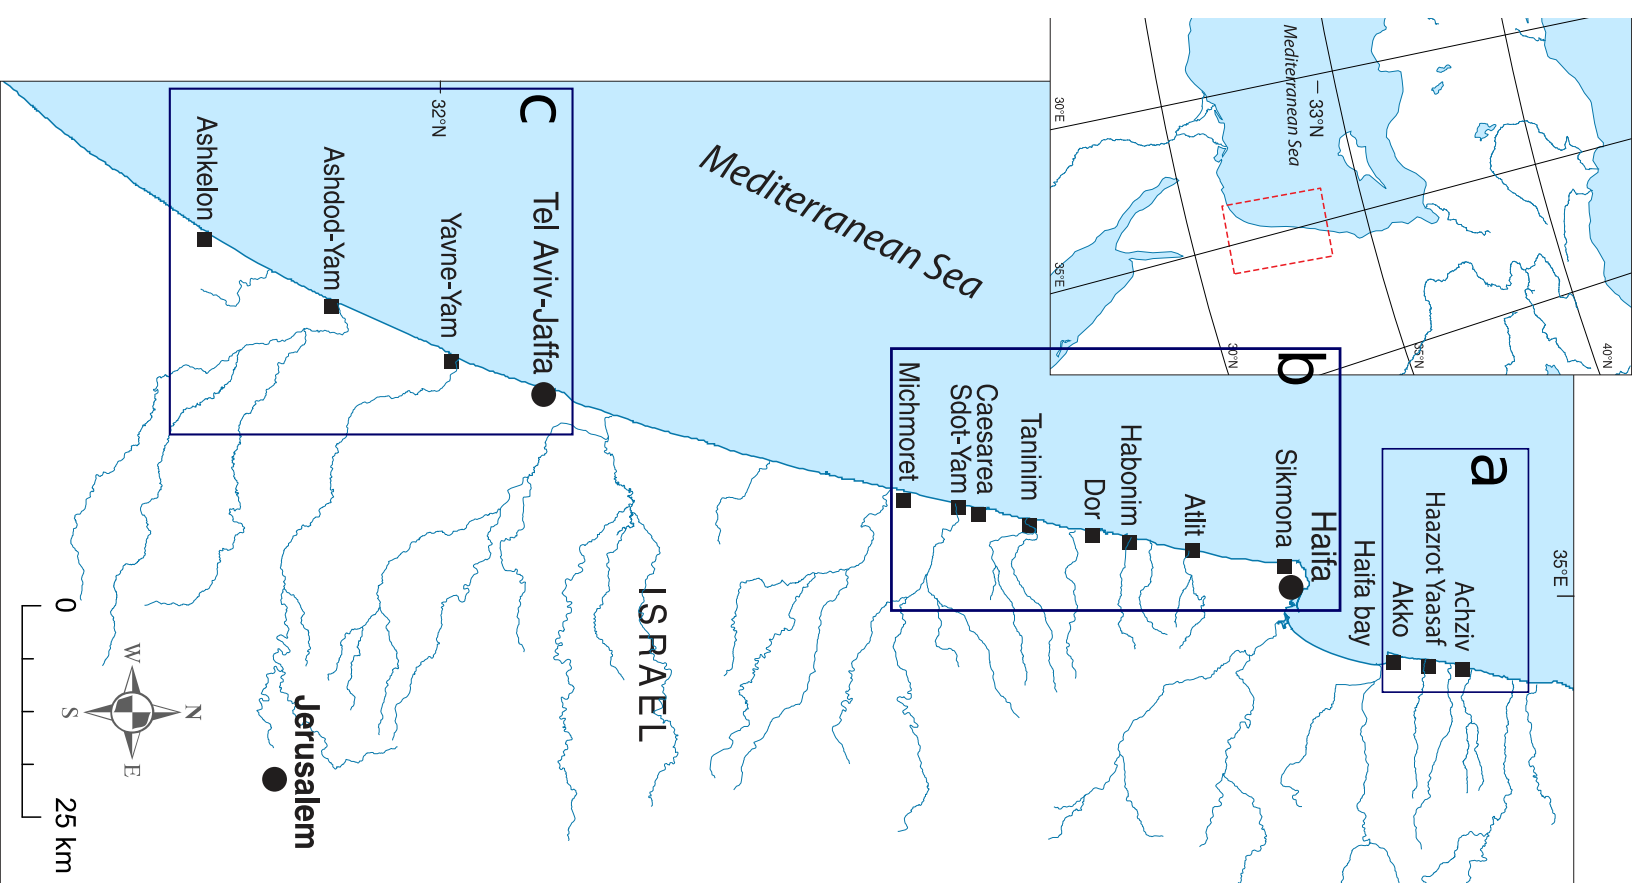 Mediterranean Sea
33°N
30°E
35°E
30°N
35°N
40°N
35°E
a
Achziv
Haazrot Yaasaf
Akko
Haifa bay
b
Haifa
Sikmona
Atlit
Habonim
Dor
Taninim
Caesarea
Sdot-Yam
Michmoret
Mediterranean Sea
c
32°N
Tel Aviv-Jaffa
Yavne-Yam
Ashdod-Yam
Ashkelon
ISRAEL
Jerusalem
N
W
E
S
0
25 km